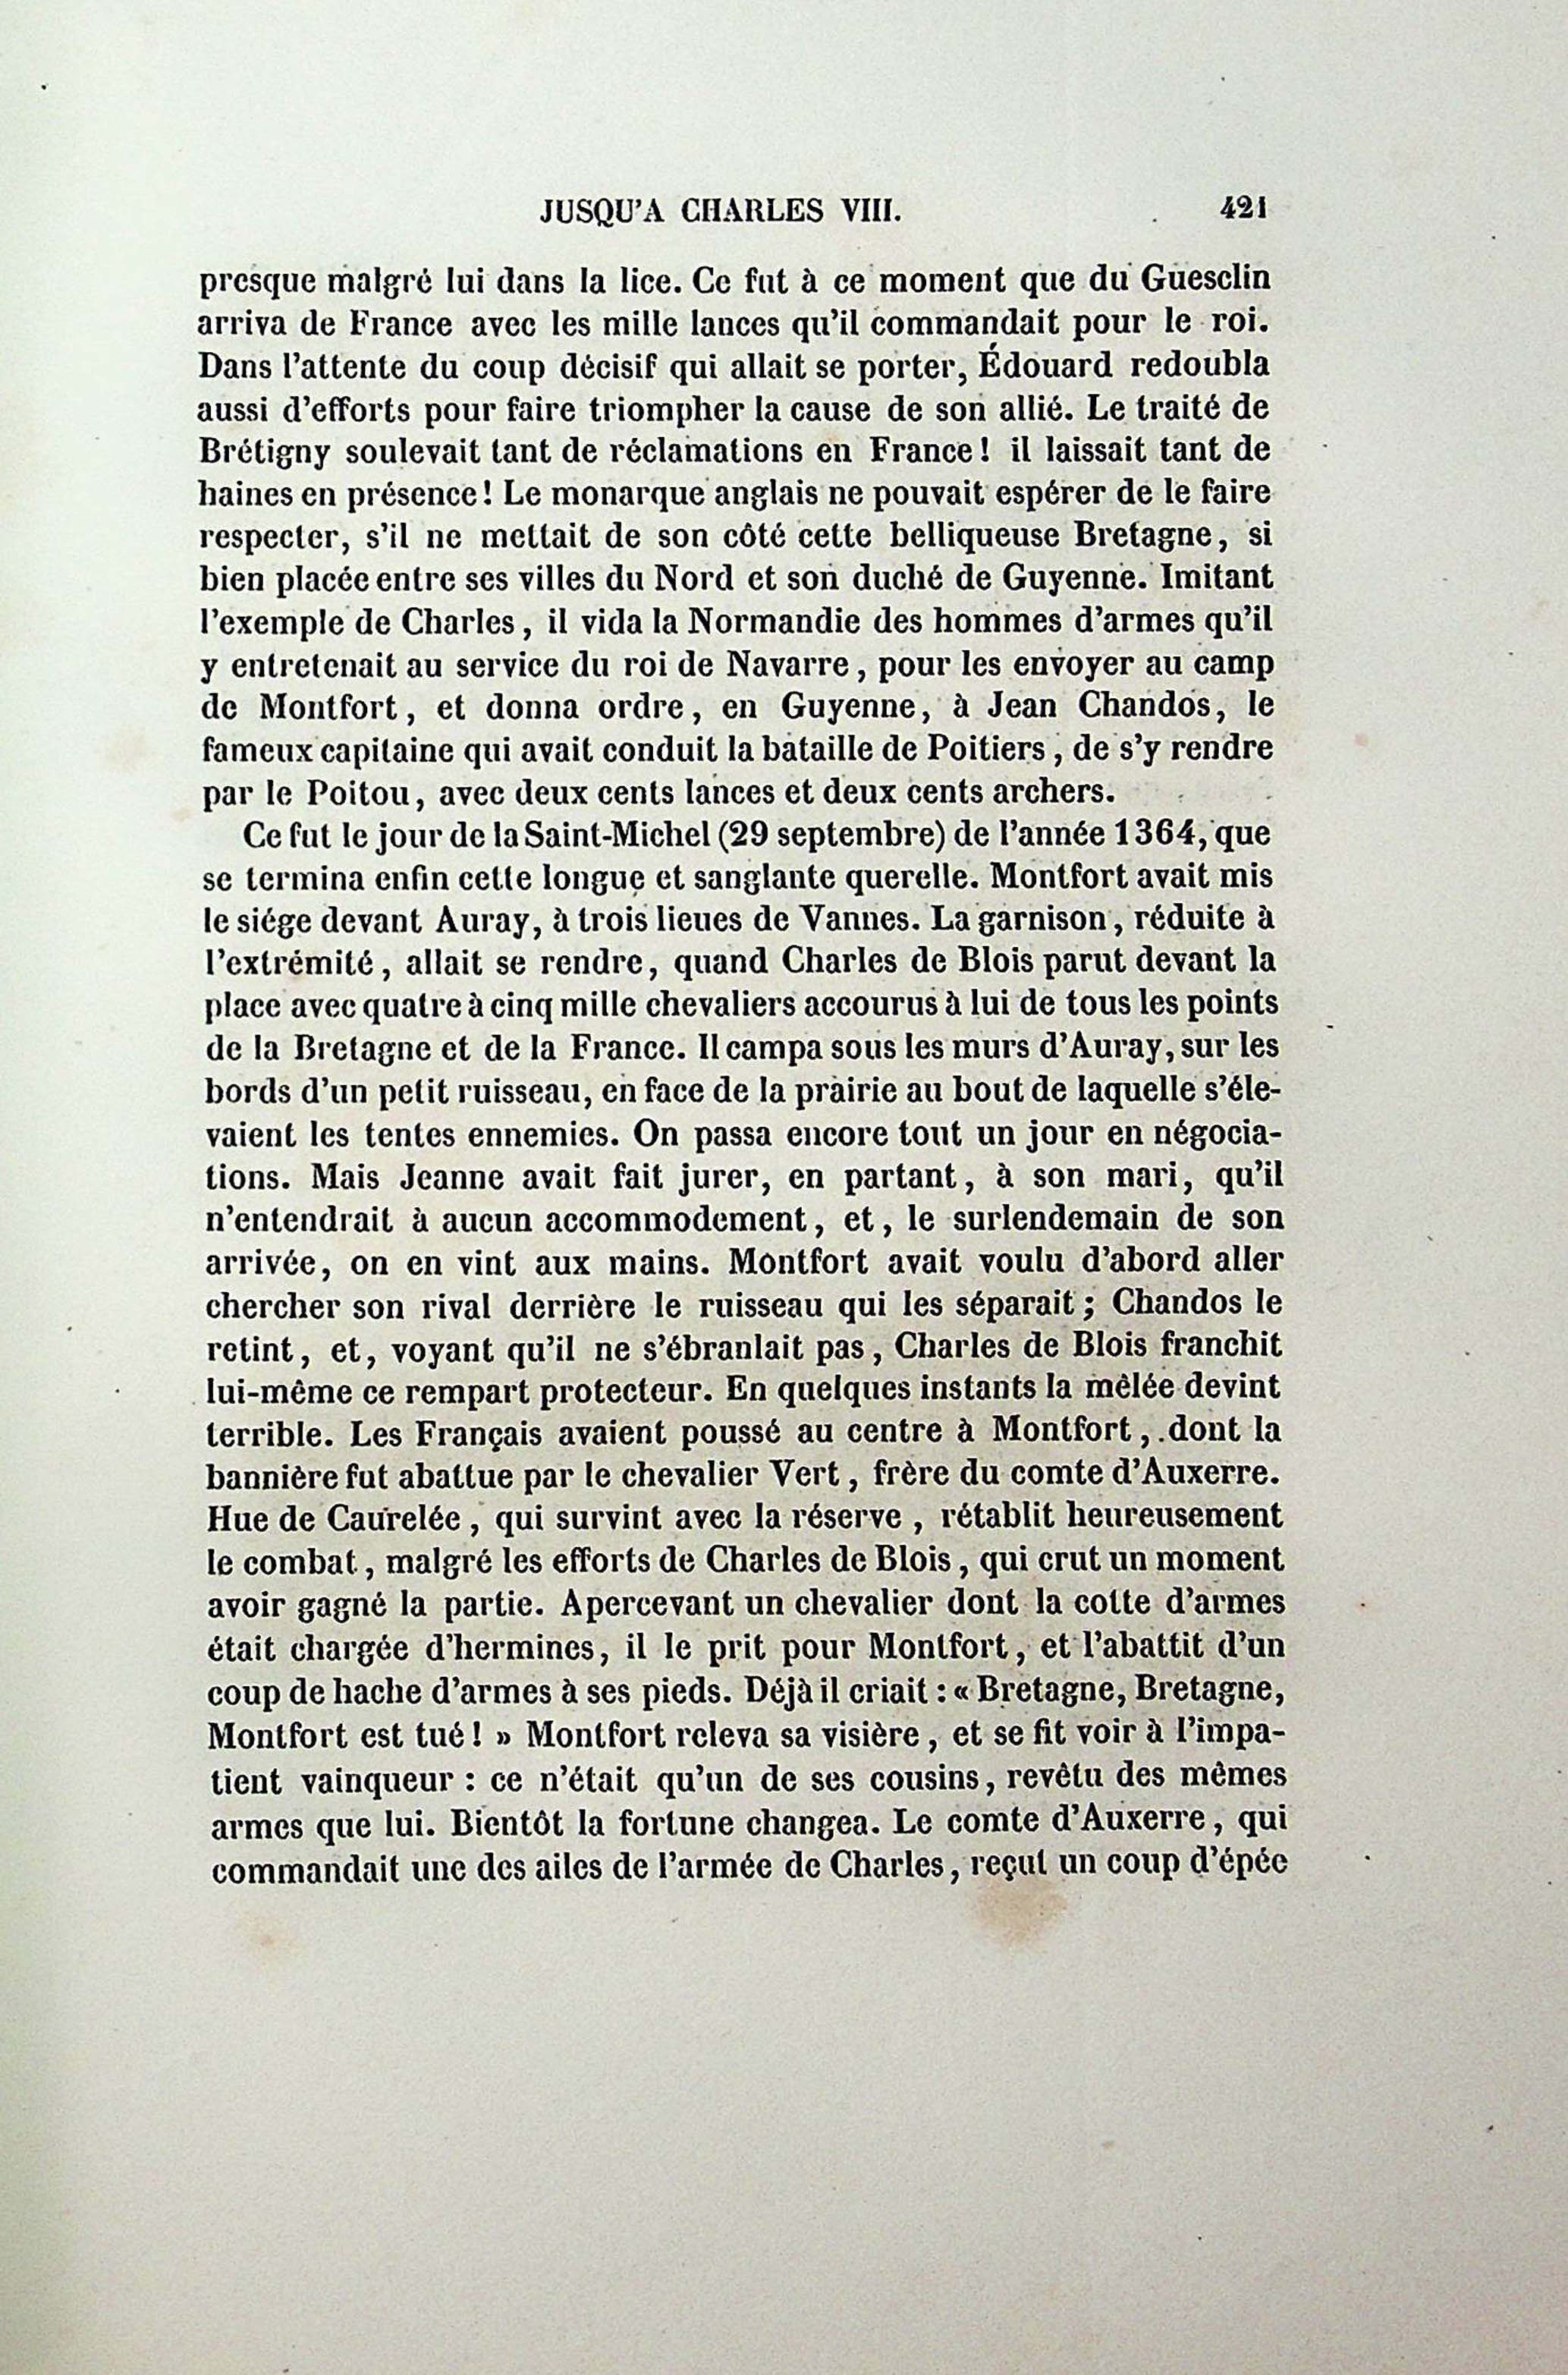 JUSQU'A CHARLES VIII. 421
presque malgré lui dans la lice. Ce fut à ce moment que du Guesclin
arriva de France avec les mille lances qu'il commandait pour le roi.
Dans l'attente du coup décisif qui allait se porter, Édouard redoubla
aussi d'efforts pour faire triompher la cause de son allié. Le traité de
Brétigny soulevait tant de réclamations en France ! il laissait tant de
haines en présence ! Le monarque anglais ne pouvait espérer de le faire
respecter, s'il ne mettait de son côté cette belliqueuse Bretagne, si
bien placée entre ses villes du Nord et son duché de Guyenne. Imitant
l'exemple de Charles, il vida la Normandie des hommes d'armes qu'il
y entretenait au service du roi de Navarre, pour les envoyer au camp
de Montfort, et donna ordre, en Guyenne, à Jean Chandos, le
fameux capitaine qui avait conduit la bataille de Poitiers, de s'y rendre
par le Poitou, avec deux cents lances et deux cents archers.
Ce fut le jour de la Saint-Michel (29 septembre) de l'année 1364, que
se termina enfin cette longue et sanglante querelle. Montfort avait mis
le siége devant Auray, à trois lieues de Vannes. La garnison, réduite à
l'extrémité, allait se rendre, quand Charles de Blois parut devant la
place avec quatre à cinq mille chevaliers accourus à lui de tous les points
de la Bretagne et de la France. Il campa sous les murs d'Auray, sur les
bords d'un petit ruisseau, en face de la prairie au bout de laquelle s'éle-
vaient les tentes ennemies. On passa encore tout un jour en négocia-
tions. Mais Jeanne avait fait jurer, en partant, à son mari, qu'il
n'entendrait à aucun accommodement, et, le surlendemain de son
arrivée, on en vint aux mains. Montfort avait voulu d'abord aller
chercher son rival derrière le ruisseau qui les séparait ; Chandos le
retint, et, voyant qu'il ne s'ébranlait pas, Charles de Blois franchit
lui-même ce rempart protecteur. En quelques instants la mêlée devint
terrible. Les Français avaient poussé au centre à Montfort, dont la
bannière fut abattue par le chevalier Vert, frère du comte d'Auxerre.
Hue de Caurelée, qui survint avec la réserve, rétablit heureusement
le combat, malgré les efforts de Charles de Blois, qui crut un moment
avoir gagné la partie. Apercevant un chevalier dont la cotte d'armes
était chargée d'hermines, il le prit pour Montfort, et l'abattit d'un
coup de hache d'armes à ses pieds. Déjà il criait : « Bretagne, Bretagne,
Montfort est tué ! » Montfort releva sa visière, et se fit voir à l'impa-
tient vainqueur : ce n'était qu'un de ses cousins, revêtu des mêmes
armes que lui. Bientôt la fortune changea. Le comte d'Auxerre, qui
commandait une des ailes de l'armée de Charles, reçut un coup d'épée